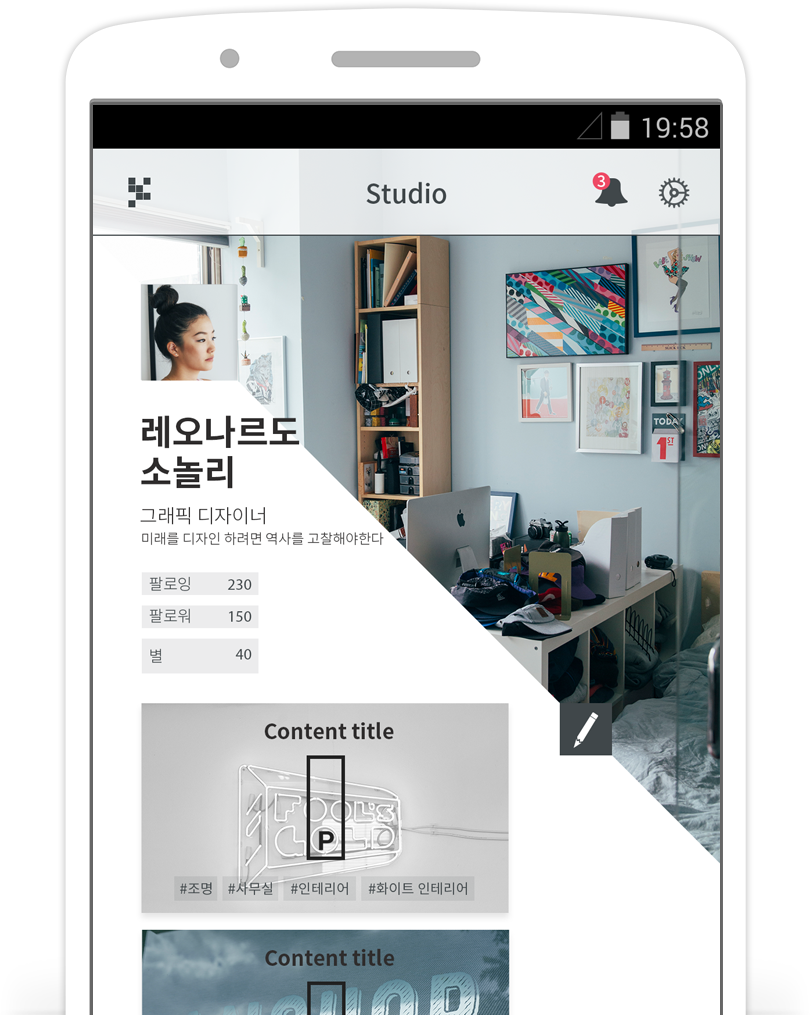 19:58
Studio
3
TODAY
1ST
레오나르도
소놀리
그래픽 디자이너
미래를 디자인 하려면 역사를 고찰해야한다
팔로잉 230
팔로워 150
별 40
Content title
FOOL'S
GOLD
P
#조명 #사무실 #인테리어 #화이트 인테리어
Content title